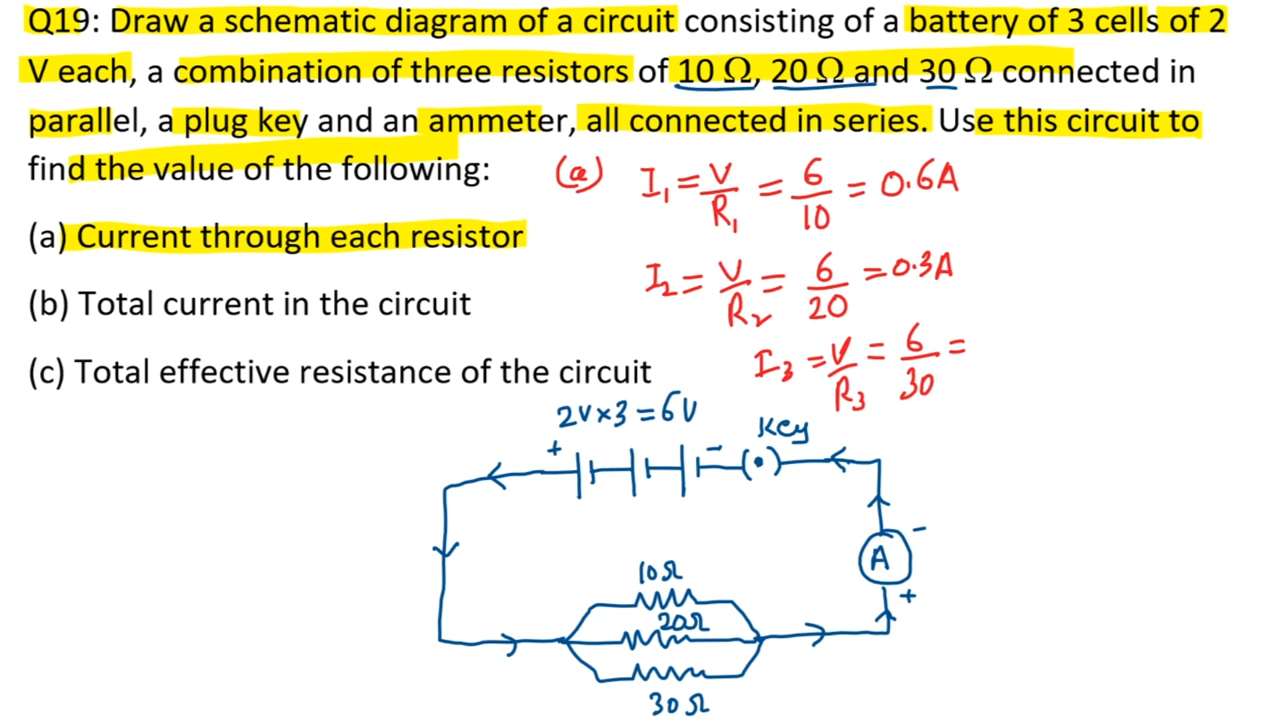 Q19: Draw a schematic diagram of a circuit consisting of a battery of 3 cells of 2
V each, a combination of three resistors of 10 Ω, 20 Ω and 30 Ω connected in
parallel, a plug key and an ammeter, all connected in series. Use this circuit to
find the value of the following:
(a) I₁ = V/R₁ = 6/10 = 0.6A
(a) Current through each resistor
I₂ = V/R₂ = 6/20 = 0.3A
(b) Total current in the circuit
I₃ = V/R₃ = 6/30 =
(c) Total effective resistance of the circuit
2V×3=6V
Key
+ -
A
-
+
10Ω
20Ω
30Ω